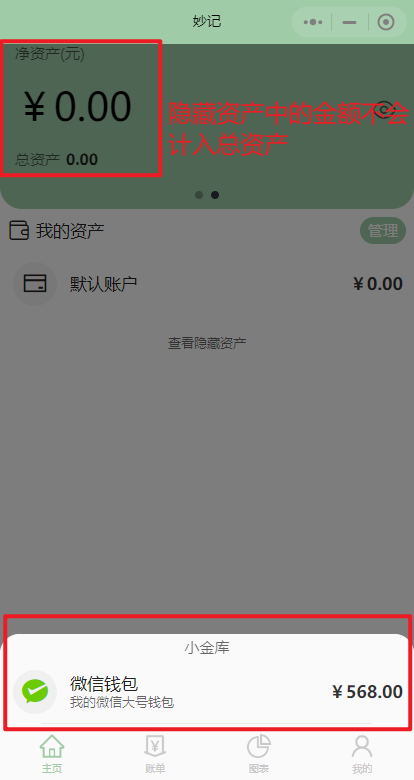 妙记
净资产(元)
¥ 0.00
隐藏资产中的金额不会
计入总资产
总资产 0.00
我的资产
管理
默认账户
¥ 0.00
查看隐藏资产
小金库
微信钱包
我的微信大号钱包
¥ 568.00
主页
账单
图表
我的